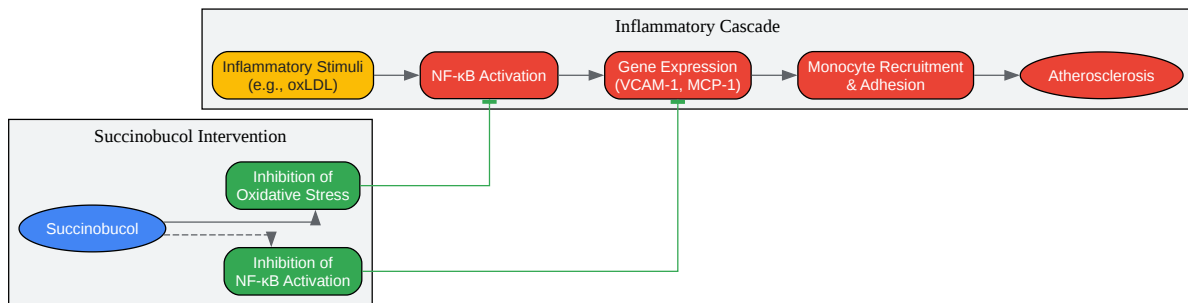 Inflammatory Cascade
Inflammatory Stimuli
(e.g., oxLDL)
NF-κB Activation
Gene Expression
(VCAM-1, MCP-1)
Monocyte Recruitment
& Adhesion
Atherosclerosis
Succinobucol Intervention
Inhibition of
Oxidative Stress
Succinobucol
Inhibition of
NF-κB Activation